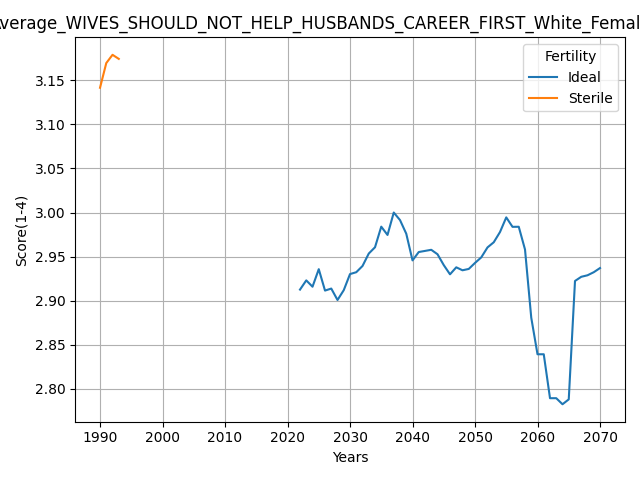 verage_WIVES_SHOULD_NOT_HELP_HUSBANDS_CAREER_FIRST_White_Femal
Fertility
Ideal
Sterile
Score(1-4)
3.15
3.10
3.05
3.00
2.95
2.90
2.85
2.80
1990 2000 2010 2020 2030 2040 2050 2060 2070
Years